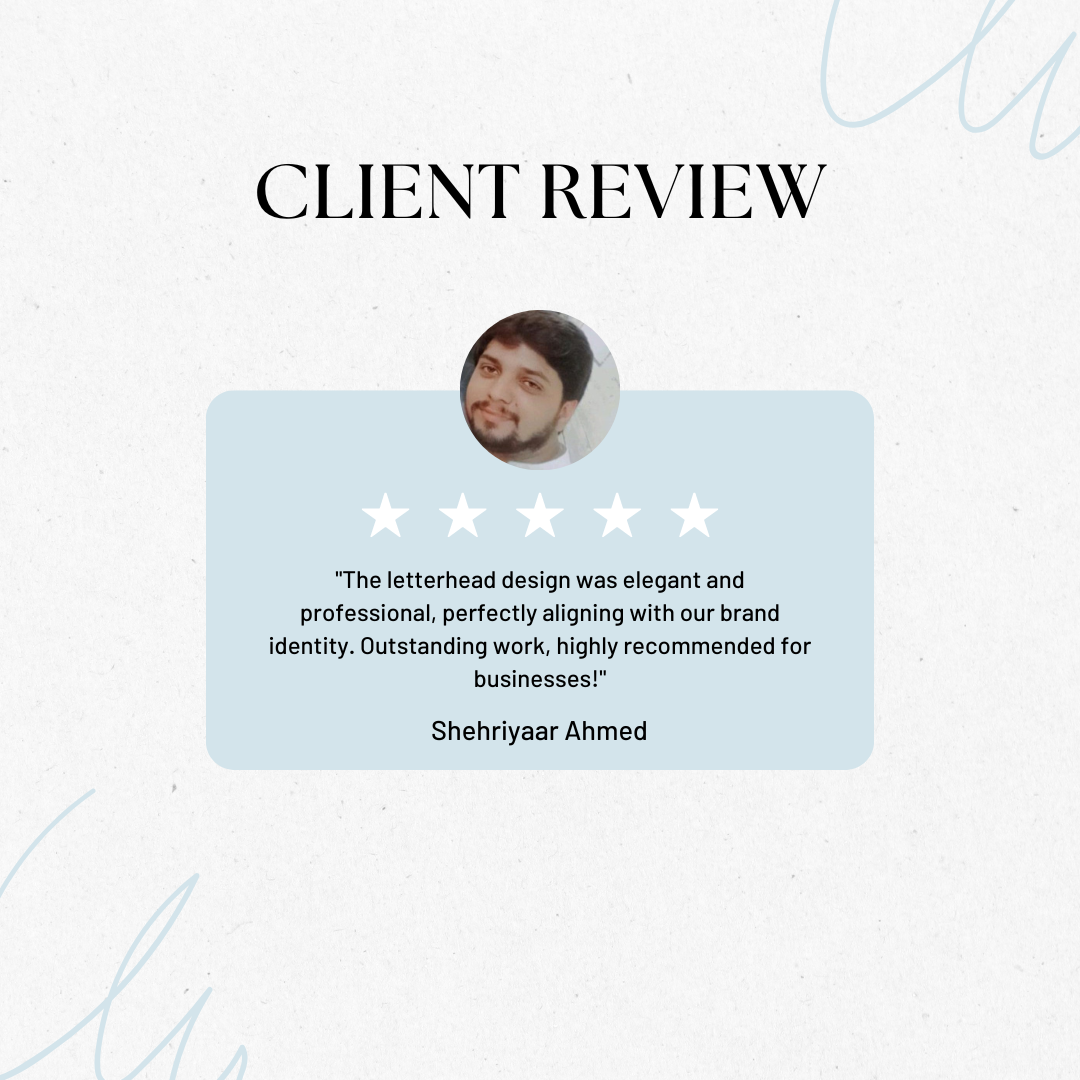 CLIENT REVIEW
"The letterhead design was elegant and
professional, perfectly aligning with our brand
identity. Outstanding work, highly recommended for
businesses!"
Shehriyaar Ahmed